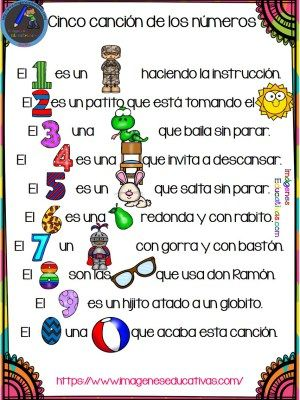 Cinco canción de los números
El 1 es un haciendo la instrucción.
El 2 es un patito que está tomando el
El 3 una que baila sin parar.
El 4 es una que invita a descansar.
El 5 es un que salta sin parar.
El 6 es una redonda y con rabito.
El 7 un con gorra y con bastón.
El 8 son las que usa don Ramón.
El 9 es un hijito atado a un globito.
El 0 una que acaba esta canción.
Imágenes
Educativas.com
https://www.imageneseducativas.com/